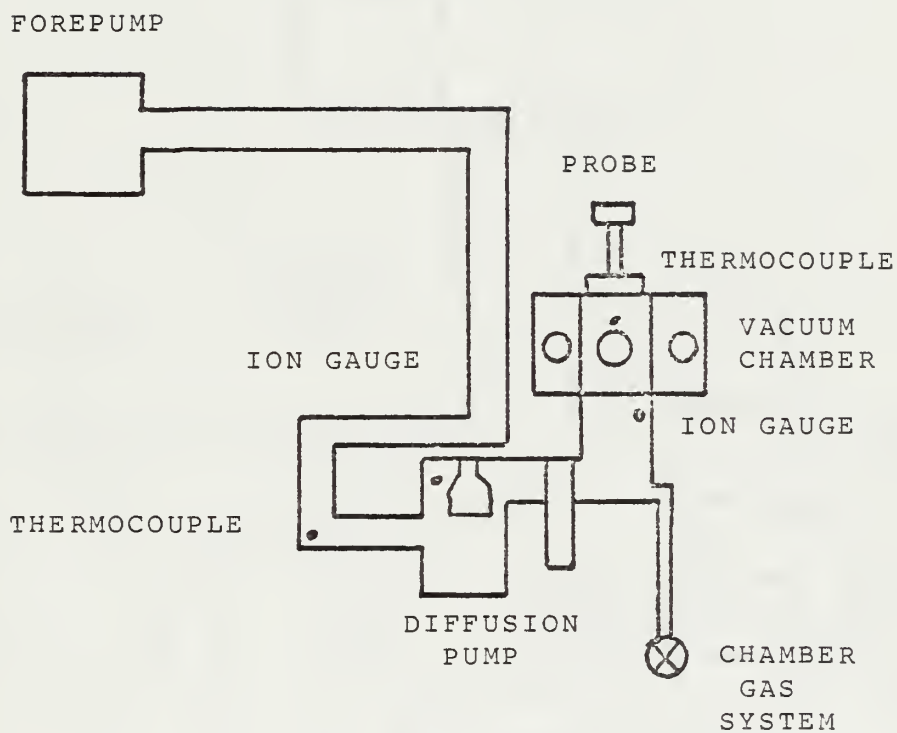 FOREPUMP
PROBE
THERMOCOUPLE
VACUUM
CHAMBER
ION GAUGE
ION GAUGE
THERMOCOUPLE
DIFFUSION
PUMP
CHAMBER
GAS
SYSTEM